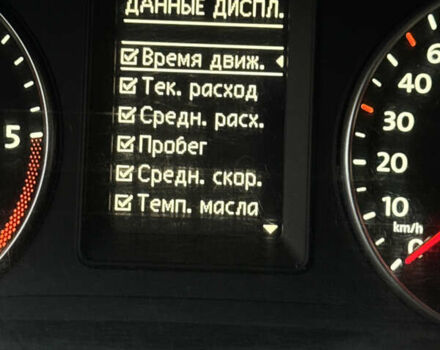 ДАННЫЕ ДИСПЛ.
Время движ.
Тек. расход
Средн. расх.
Пробег
Средн. скор.
Темп. масла
5
40
30
20
10
km/h